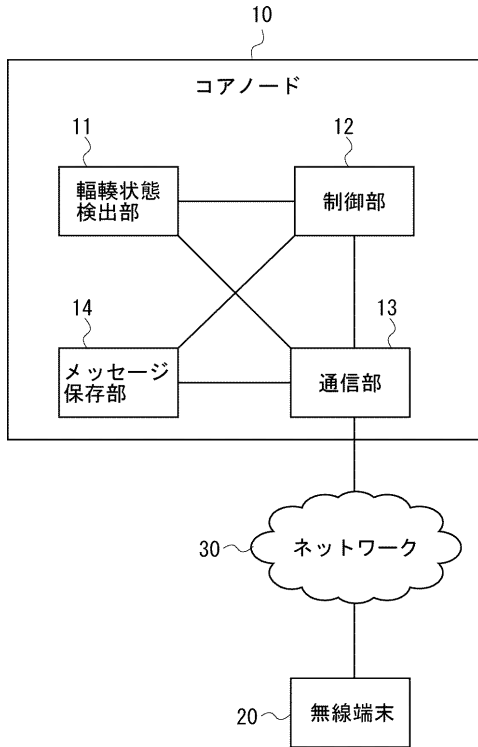 10
コアノード
11
輻輳状態
検出部
12
制御部
14
メッセージ
保存部
13
通信部
30
ネットワーク
20
無線端末